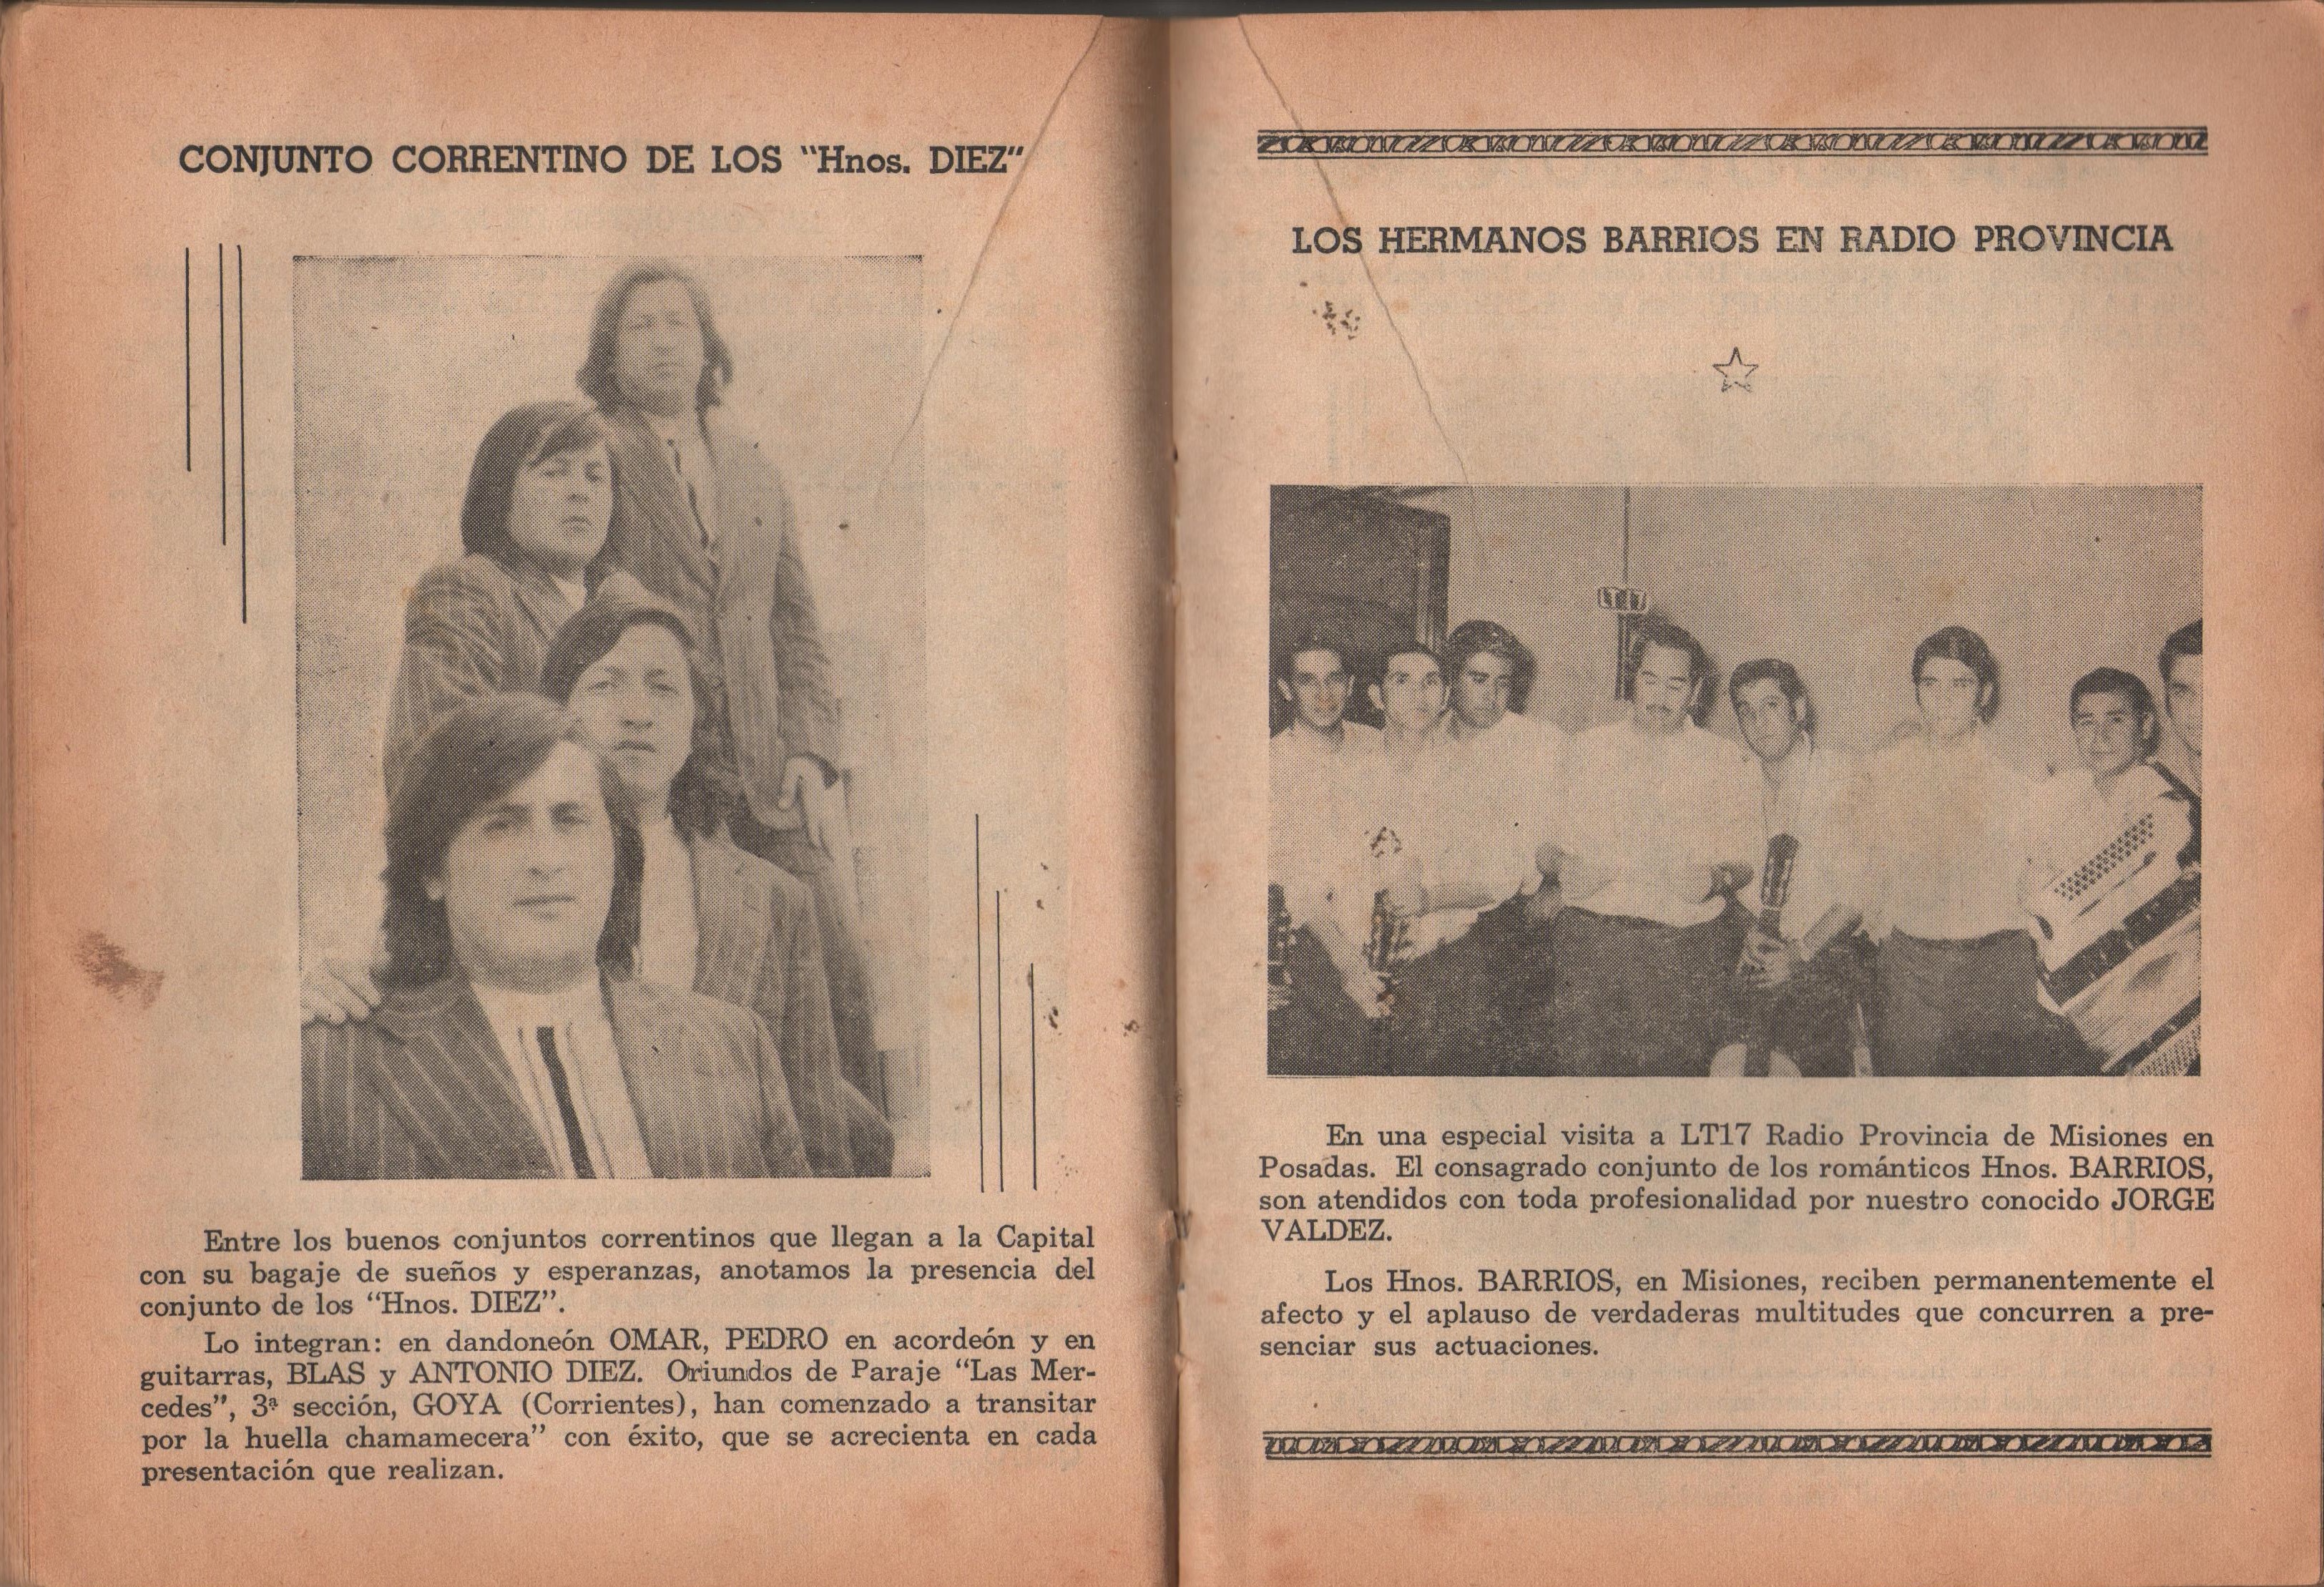 CONJUNTO CORRENTINO DE LOS "Hnos. DIEZ"
Entre los buenos conjuntos correntinos que llegan a la Capital
con su bagaje de sueños y esperanzas, anotamos la presencia del
conjunto de los “Hnos. DIEZ”.
Lo integran: en dandoneón OMAR, PEDRO en acordeón y en
guitarras, BLAS y ANTONIO DIEZ. Oriundos de Paraje “Las Mer-
cedes”, 3ª sección, GOYA (Corrientes), han comenzado a transitar
por la huella chamamecera” con éxito, que se acrecienta en cada
presentación que realizan.
LOS HERMANOS BARRIOS EN RADIO PROVINCIA
LT17
En una especial visita a LT17 Radio Provincia de Misiones en
Posadas. El consagrado conjunto de los románticos Hnos. BARRIOS,
son atendidos con toda profesionalidad por nuestro conocido JORGE
VALDEZ.
Los Hnos. BARRIOS, en Misiones, reciben permanentemente el
afecto y el aplauso de verdaderas multitudes que concurren a pre-
senciar sus actuaciones.